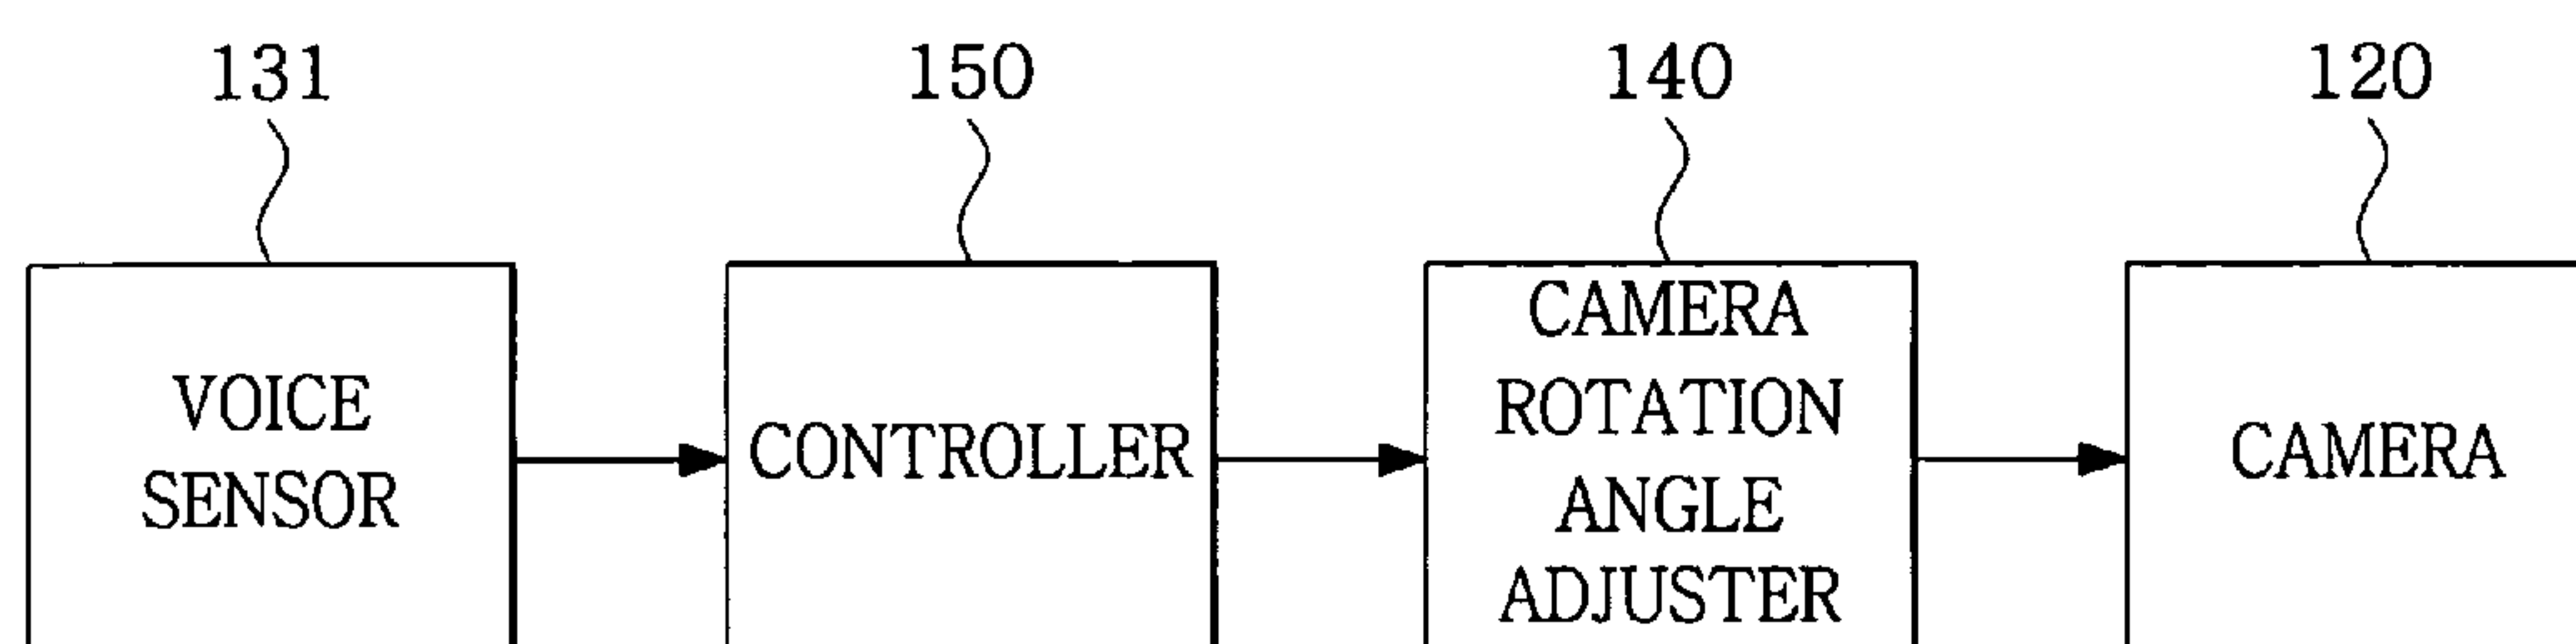 131 150 140 120
VOICE
SENSOR
CONTROLLER
CAMERA
ROTATION
ANGLE
ADJUSTER
CAMERA